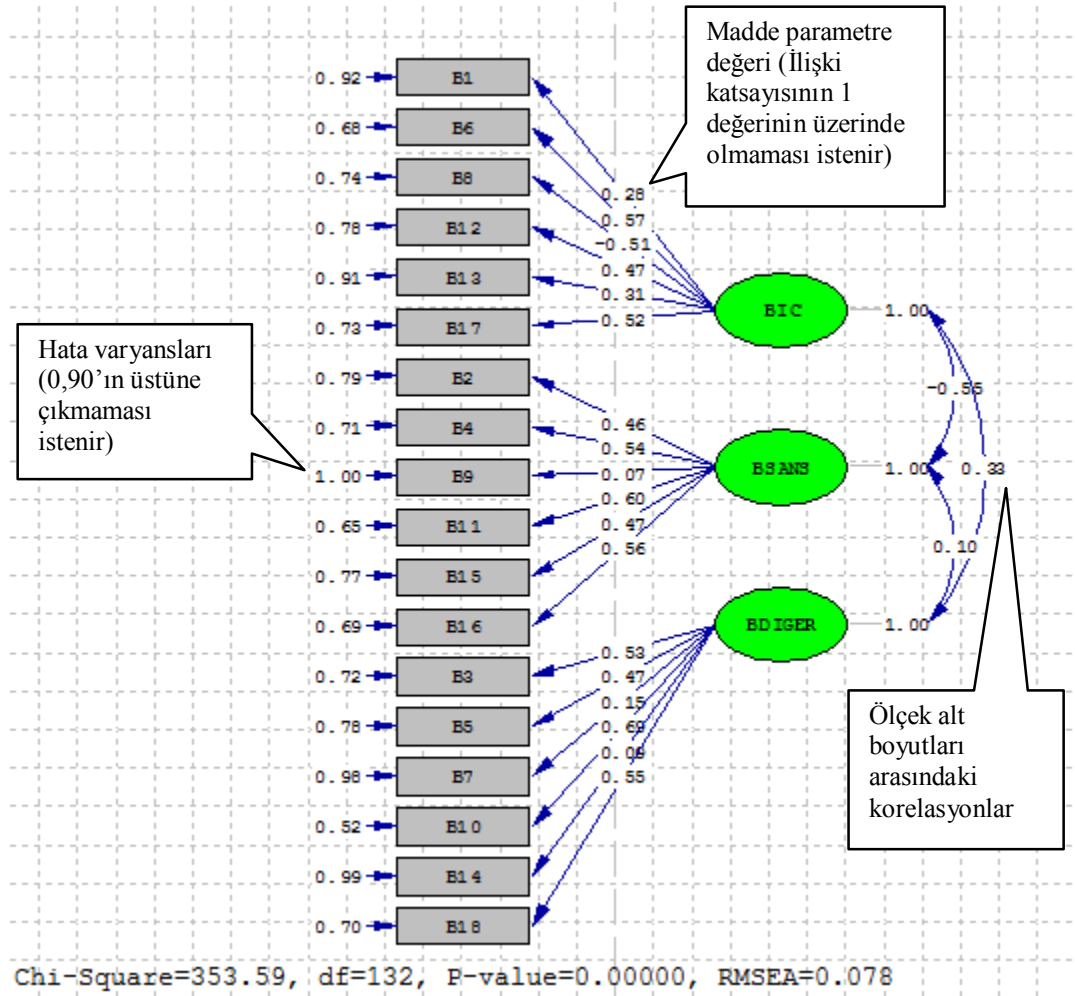 Madde parametre
değeri (İlişki
katsayısının 1
değerinin üzerinde
olmaması istenir)
0.92 B1
0.68 B6
0.74 B8
0.78 B12
0.91 B13
0.73 B17
0.79 B2
0.71 B4
1.00 B9
0.65 B11
0.77 B15
0.69 B16
0.72 B3
0.78 B5
0.98 B7
0.52 B10
0.99 B14
0.70 B18
0.28
0.57
-0.51
0.47
0.31
0.52
0.46
0.54
0.07
0.60
0.47
0.56
0.53
0.47
0.15
0.69
0.09
0.55
BIC 1.00
BSANS 1.00
BDIGER 1.00
-0.55
0.33
0.10
Hata varyansları
(0,90’ın üstüne
çıkmaması
istenir)
Ölçek alt
boyutları
arasındaki
korelasyonlar
Chi-Square=353.59, df=132, P-value=0.00000, RMSEA=0.078